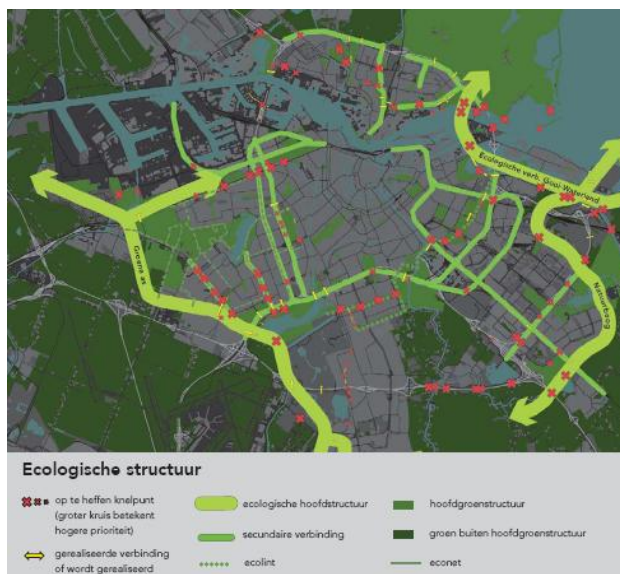 Ecologische verb. Gooi-Waterland
Groene as
Natuurboog
Ecologische structuur
op te heffen knelpunt
(groter kruis betekent
hogere prioriteit)
gerealiseerde verbinding
of wordt gerealiseerd
ecologische hoofdstructuur
secundaire verbinding
ecolint
hoofdgroenstructuur
groen buiten hoofdgroenstructuur
econet